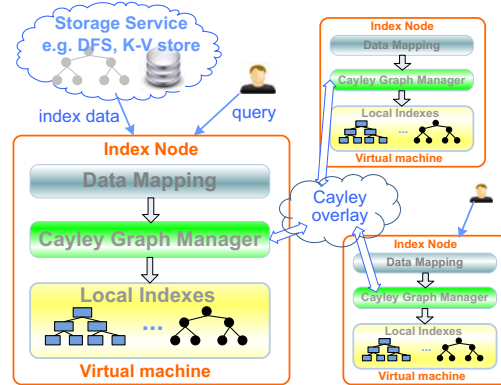 Storage Service
e.g. DFS, K-V store
index data
query
Index Node
Data Mapping
Cayley Graph Manager
Local Indexes
...
Virtual machine
Cayley
overlay
Index Node
Data Mapping
Cayley Graph Manager
Local Indexes
...
Virtual machine
Index Node
Data Mapping
Cayley Graph Manager
Local Indexes
...
Virtual machine